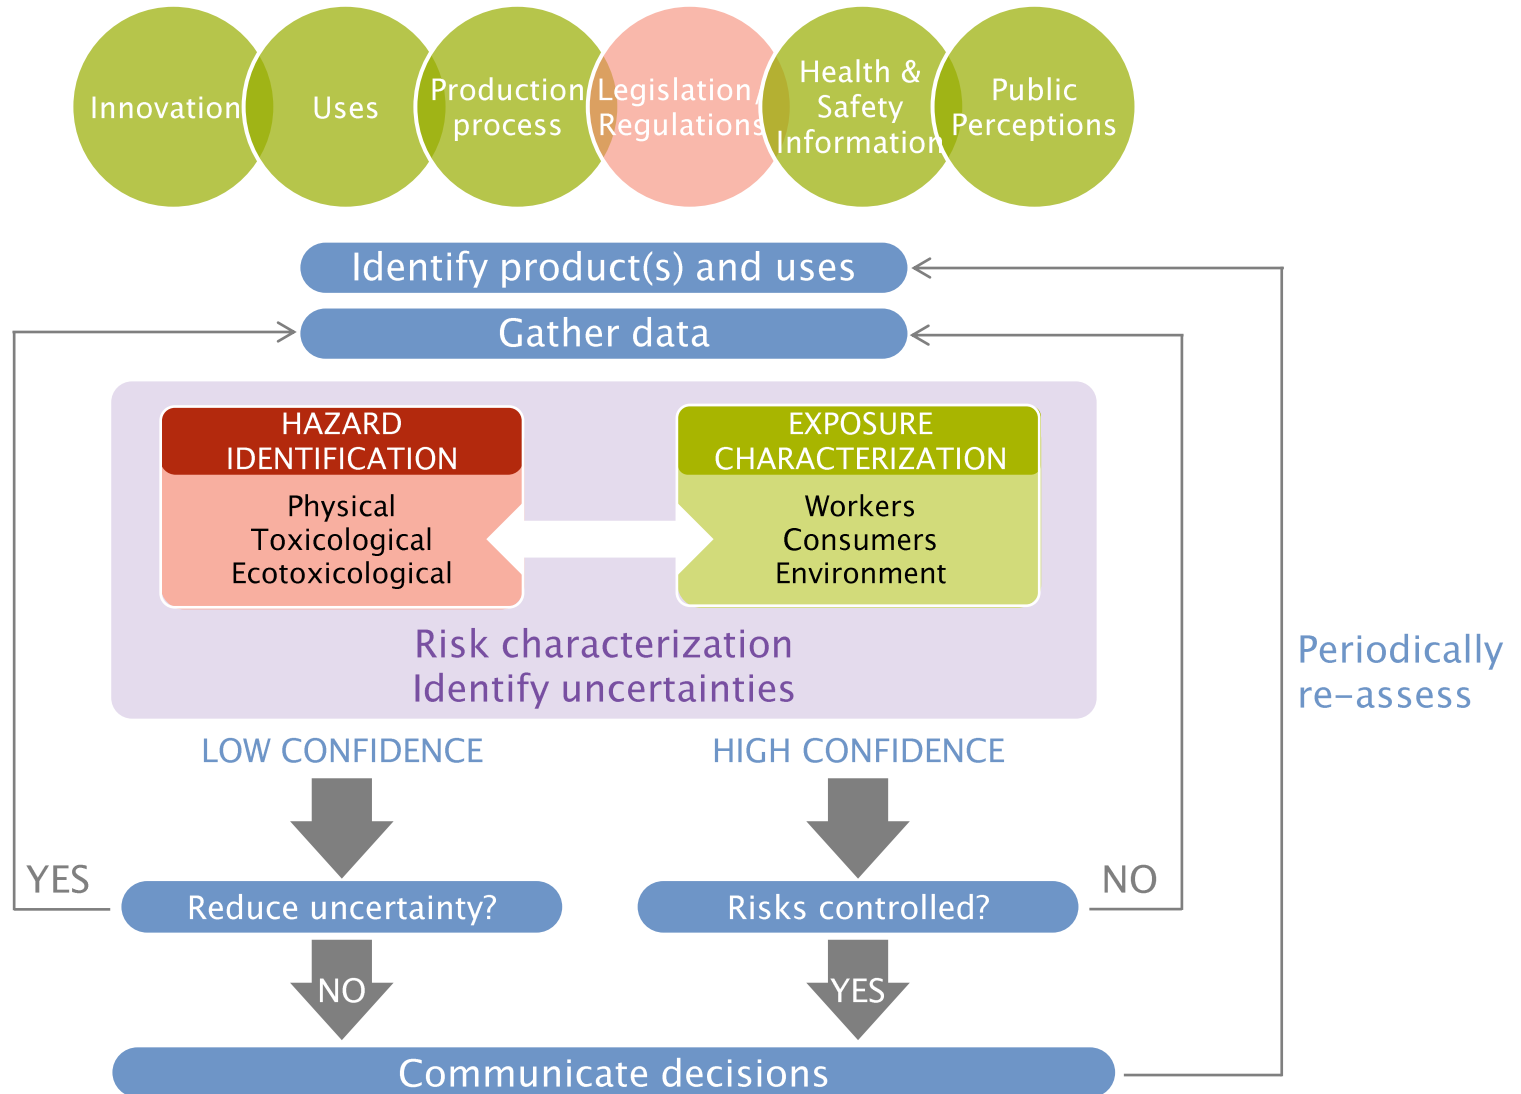 Innovation
Uses
Production
process
Legislation/
Regulations
Health &
Safety
Information
Public
Perceptions
Identify product(s) and uses
Gather data
HAZARD
IDENTIFICATION
Physical
Toxicological
Ecotoxicological
EXPOSURE
CHARACTERIZATION
Workers
Consumers
Environment
Risk characterization
Identify uncertainties
Periodically
re-assess
LOW CONFIDENCE
HIGH CONFIDENCE
YES
Reduce uncertainty?
Risks controlled?
NO
NO
YES
Communicate decisions